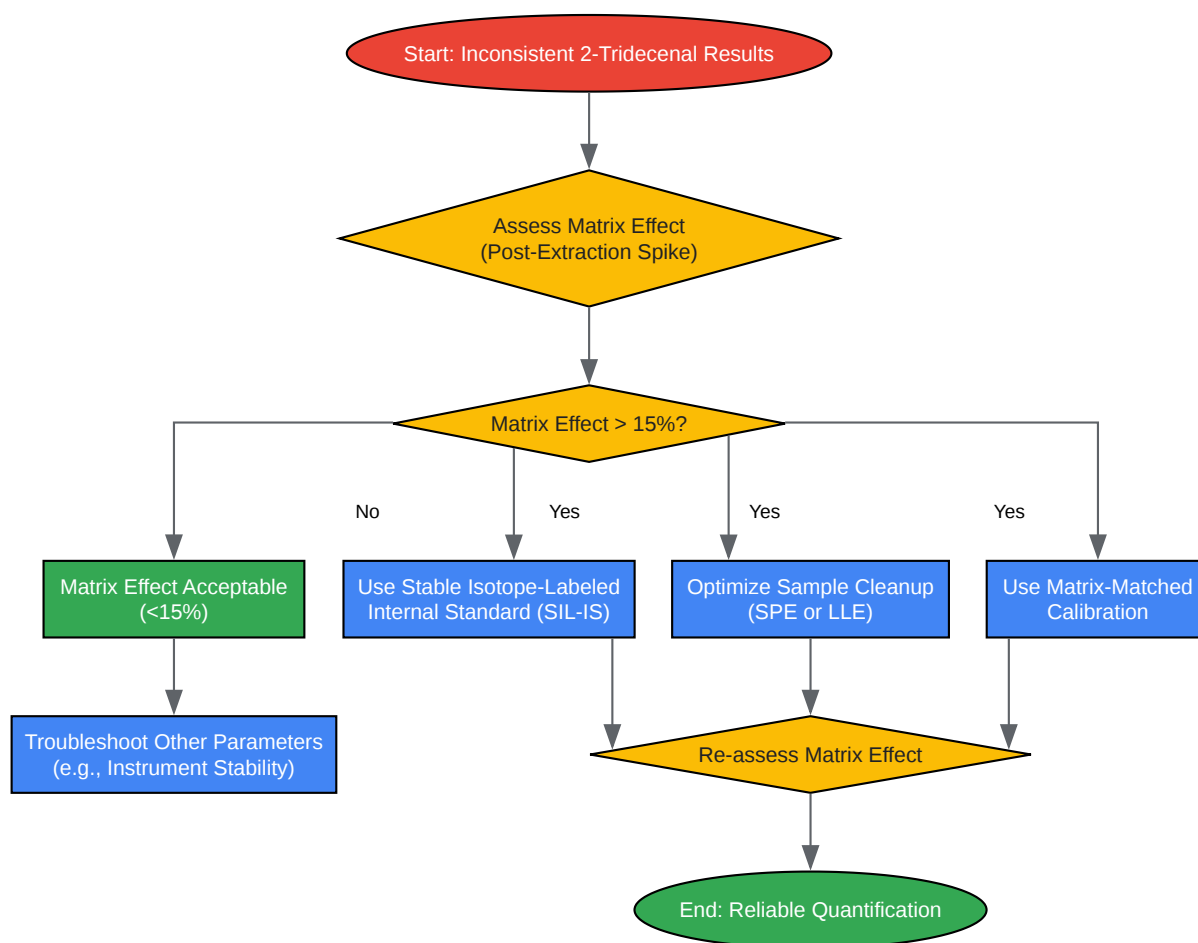 Start: Inconsistent 2-Tridecenal Results
Assess Matrix Effect
(Post-Extraction Spike)
Matrix Effect > 15%?
No
Yes
Yes
Yes
Matrix Effect Acceptable
(<15%)
Use Stable Isotope-Labeled
Internal Standard (SIL-IS)
Optimize Sample Cleanup
(SPE or LLE)
Use Matrix-Matched
Calibration
Troubleshoot Other Parameters
(e.g., Instrument Stability)
Re-assess Matrix Effect
End: Reliable Quantification